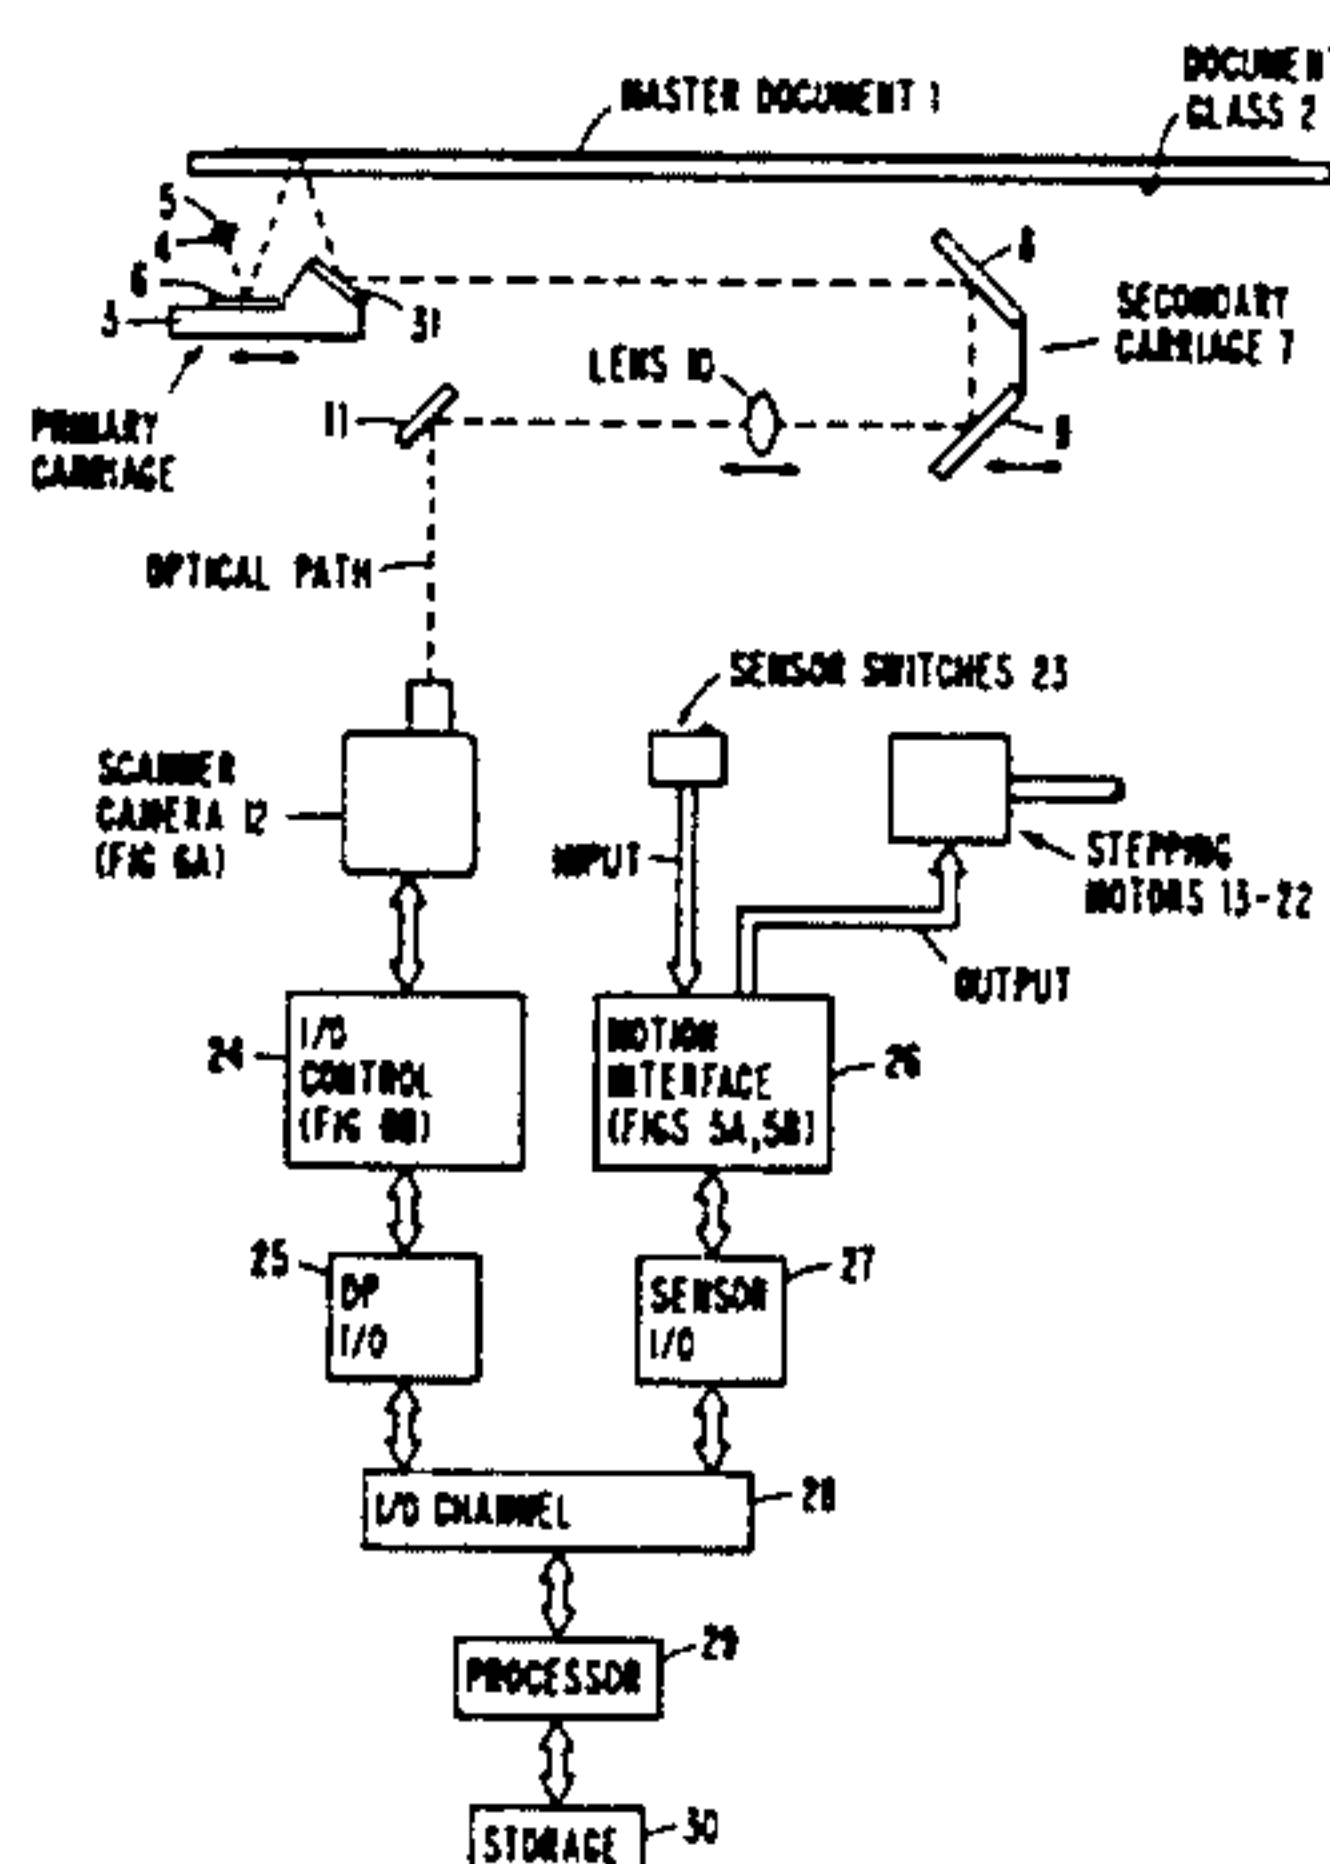 MASTER DOCUMENT 1
DOCUMENT
GLASS 2
5
4
6
3
31
8
SECONDARY
CARRIAGE 7
LENS 10
11
9
PRIMARY
CARRIAGE
OPTICAL PATH
SENSOR SWITCHES 23
SCANNER
CAMERA 12
(FIG 6A)
INPUT
STEPPING
MOTORS 13-22
OUTPUT
24
I/O
CONTROL
(FIG
MOTION
INTERFACE
(FIGS 5A,5B)
26
25
DP
I/O
SENSOR
I/O
27
I/O CHANNEL
28
PROCESSOR
29
STORAGE
30